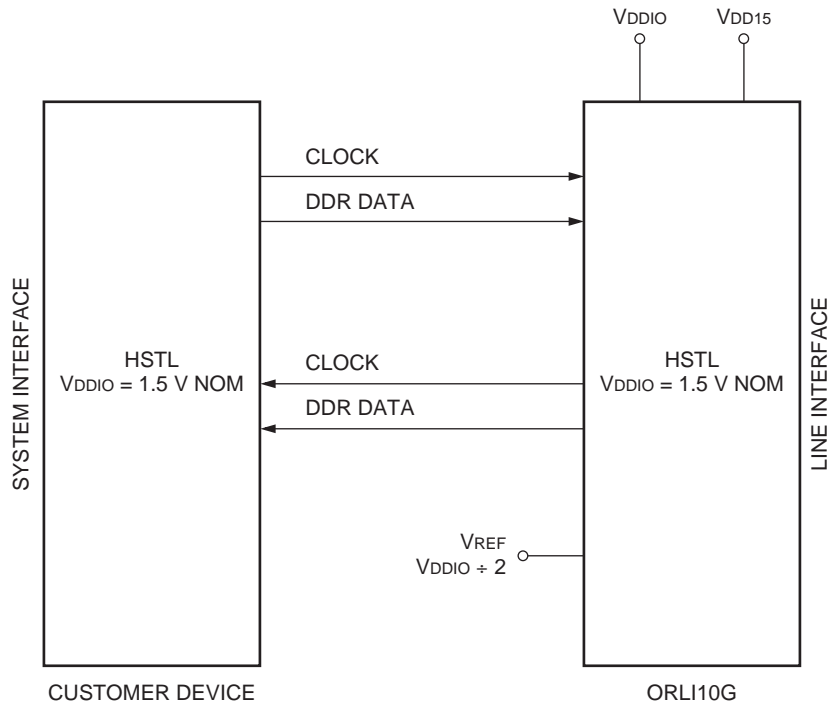 VDDIO
VDD15
CLOCK
DDR DATA
SYSTEM INTERFACE
HSTL
VDDIO = 1.5 V NOM
CLOCK
DDR DATA
HSTL
VDDIO = 1.5 V NOM
LINE INTERFACE
VREF
VDDIO ÷ 2
CUSTOMER DEVICE
ORLI10G